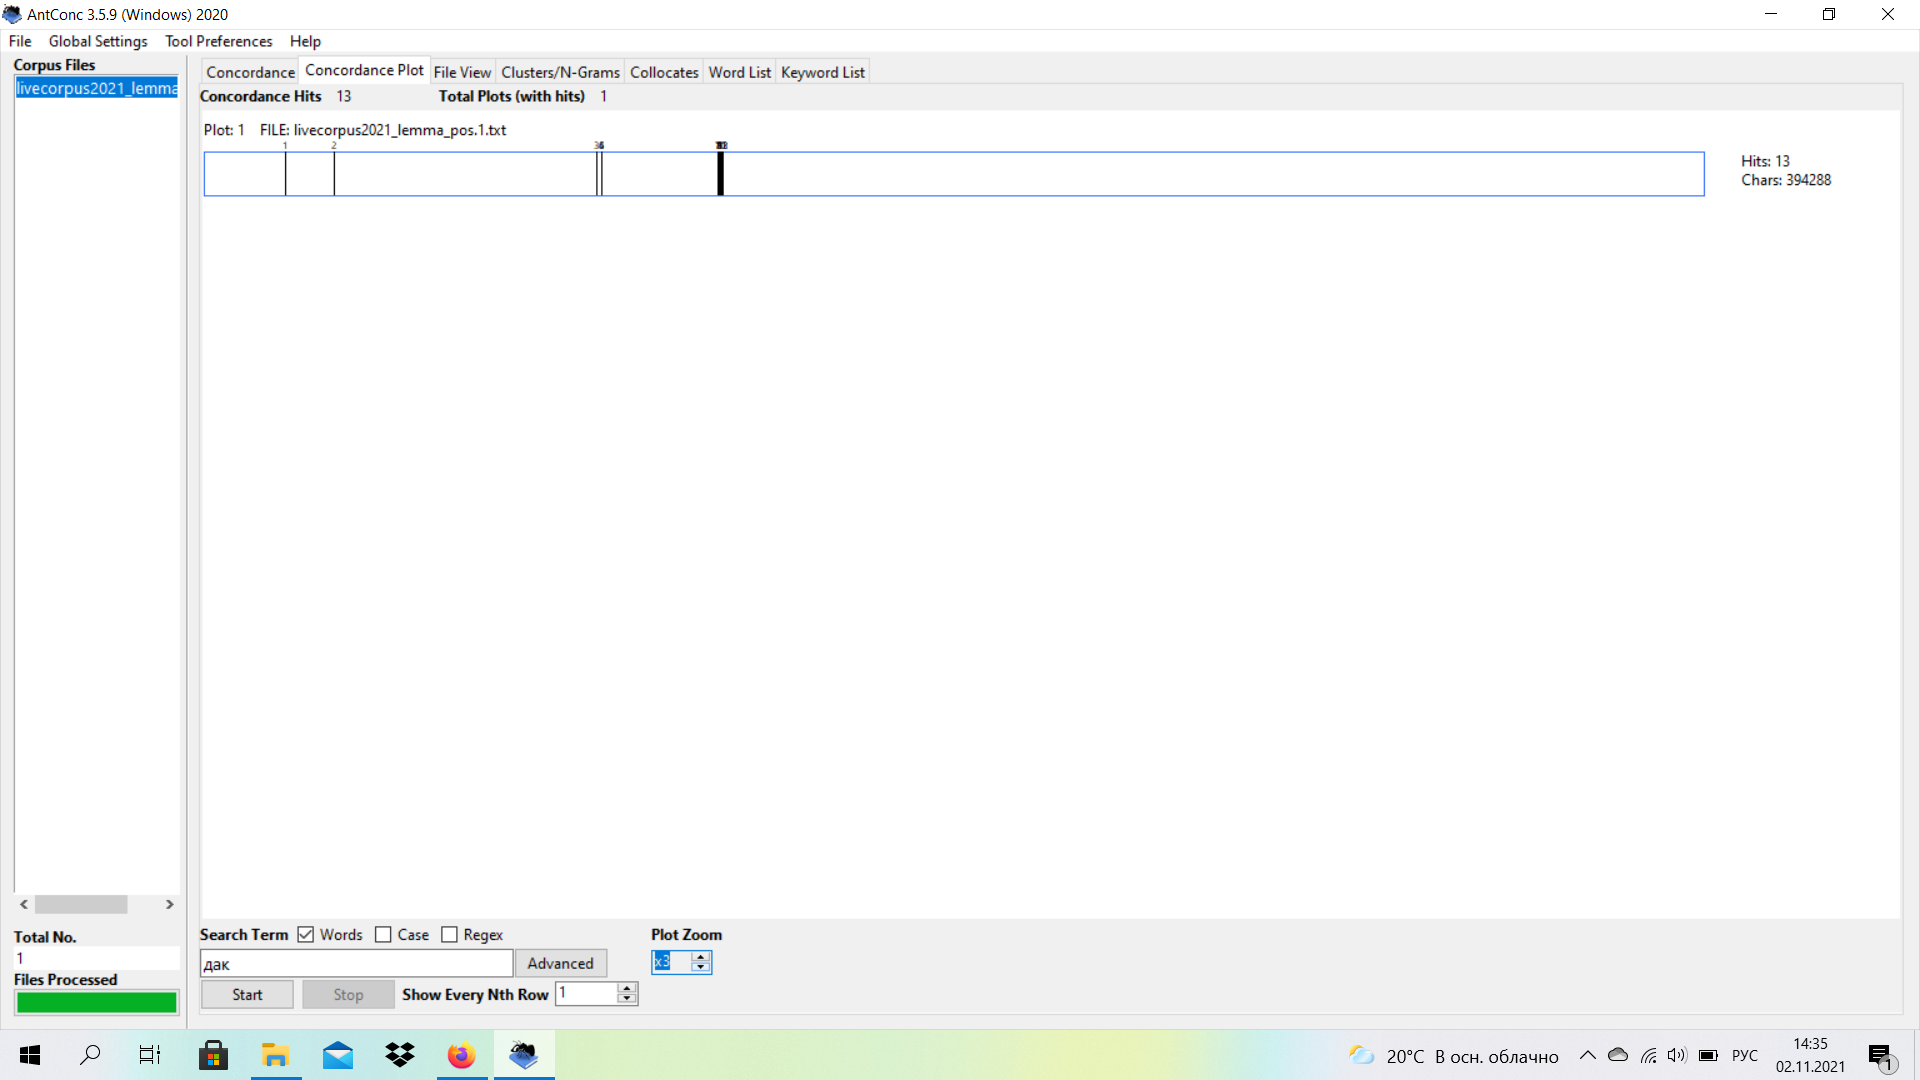 AntConc 3.5.9 (Windows) 2020
File Global Settings Tool Preferences Help
Corpus Files
livecorpus2021_lemma
Concordance Concordance Plot File View Clusters/N-Grams Collocates Word List Keyword List
Concordance Hits 13 Total Plots (with hits) 1
Plot: 1 FILE: livecorpus2021_lemma_pos.1.txt
1 2
Hits: 13
Chars: 394288
Total No.
1
Files Processed
Search Term Words Case Regex Plot Zoom
дак Advanced x3
Start Stop Show Every Nth Row 1
20°C В осн. облачно РУС 14:35
02.11.2021
1